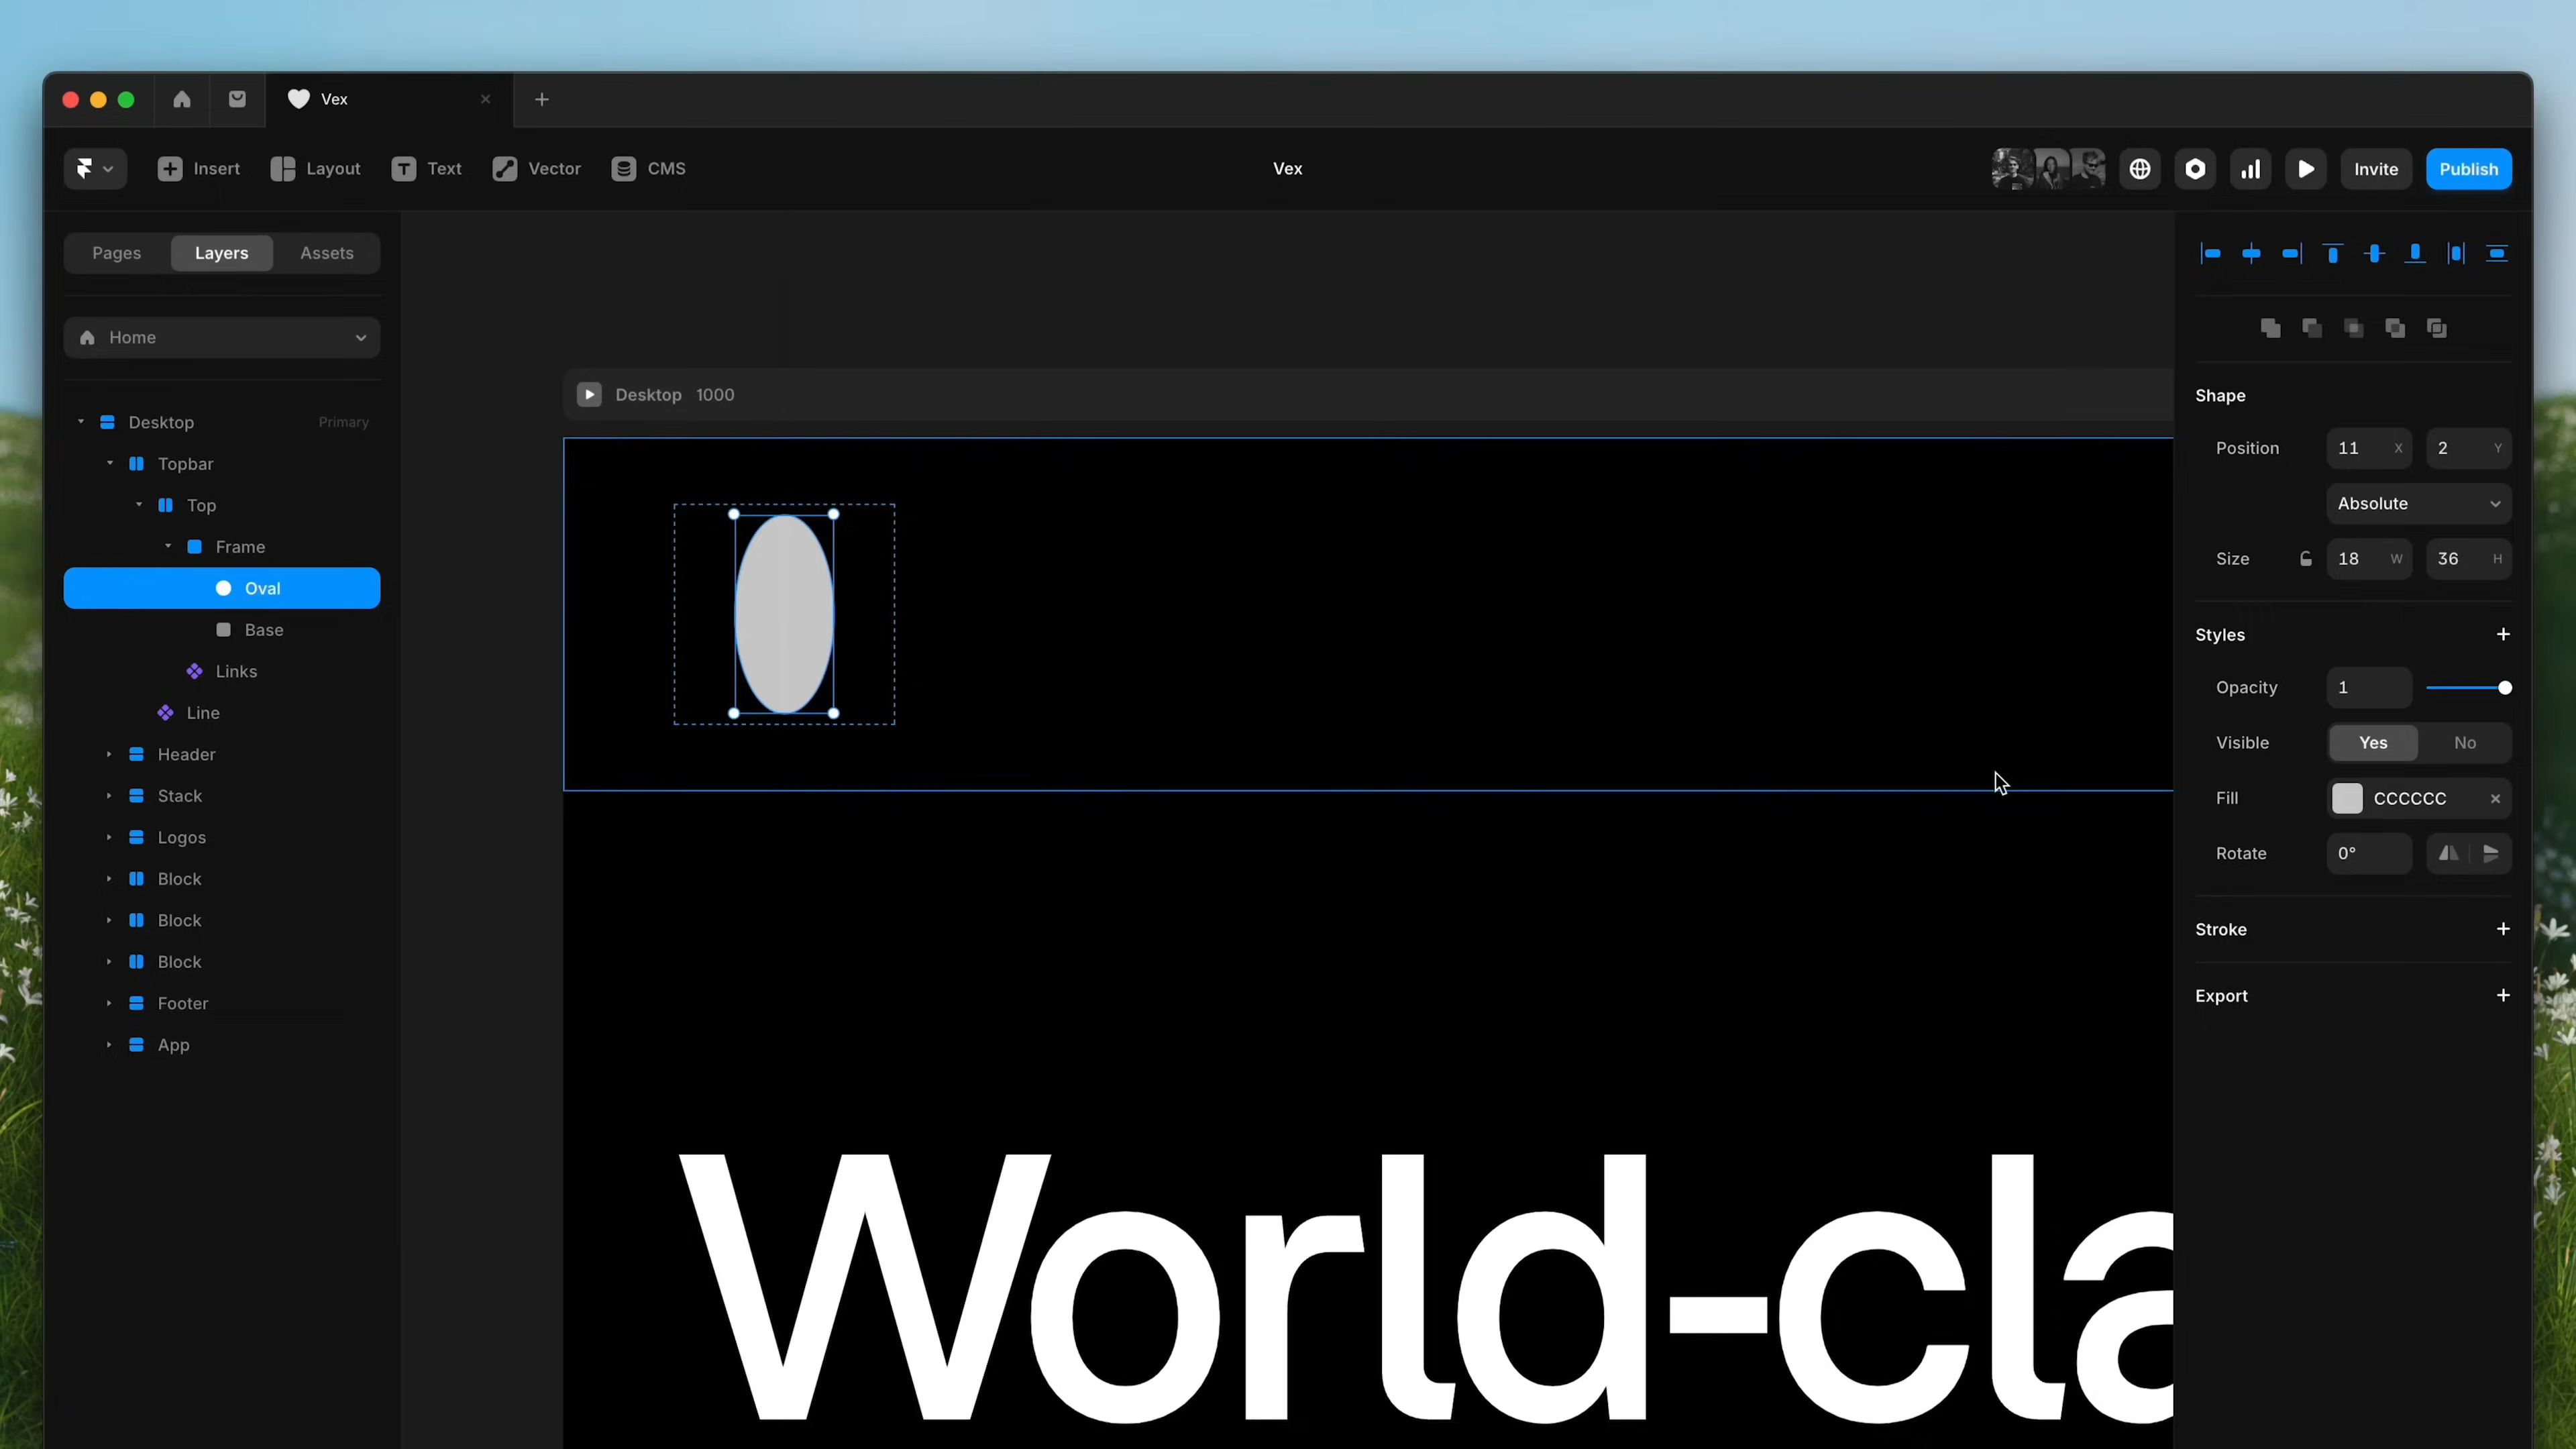 Vex
Insert Layout Text Vector CMS
Vex
Invite Publish
Pages Layers Assets
Home
Desktop Primary
Topbar
Top
Frame
Oval
Base
Links
Line
Header
Stack
Logos
Block
Block
Block
Footer
App
Desktop 1000
World-cla
Shape
Position 11 X 2 Y
Absolute
Size 18 W 36 H
Styles
Opacity 1
Visible Yes No
Fill CCCCCC
Rotate 0°
Stroke
Export